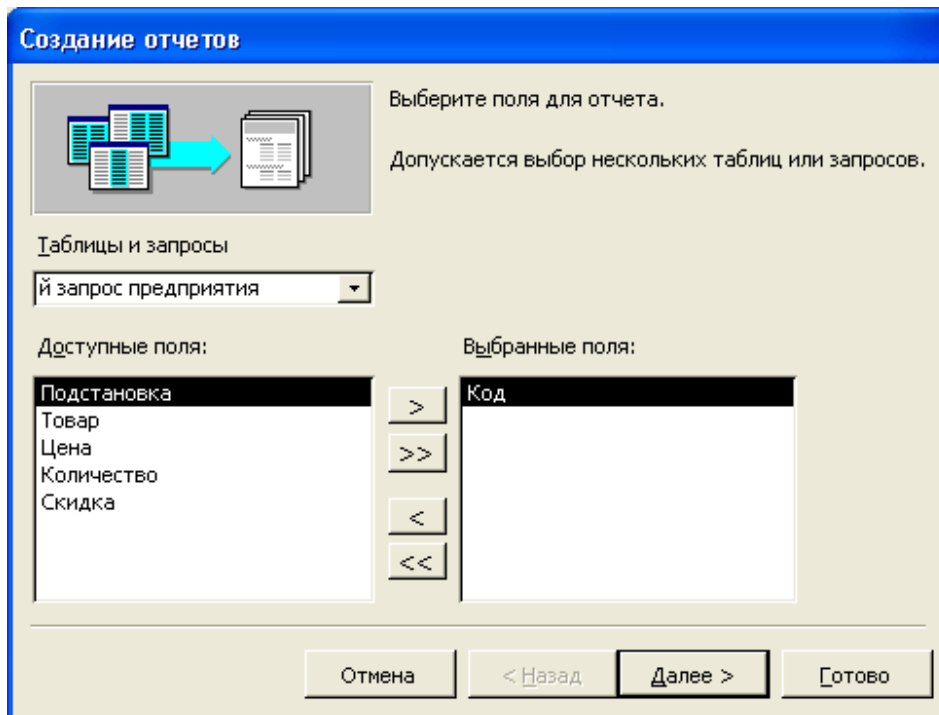 Создание отчетов
Выберите поля для отчета.
Допускается выбор нескольких таблиц или запросов.
Таблицы и запросы
й запрос предприятия
Доступные поля:
Выбранные поля:
Подстановка
Товар
Цена
Количество
Скидка
>
>>
<
<<
Код
Отмена
< Назад
Далее >
Готово